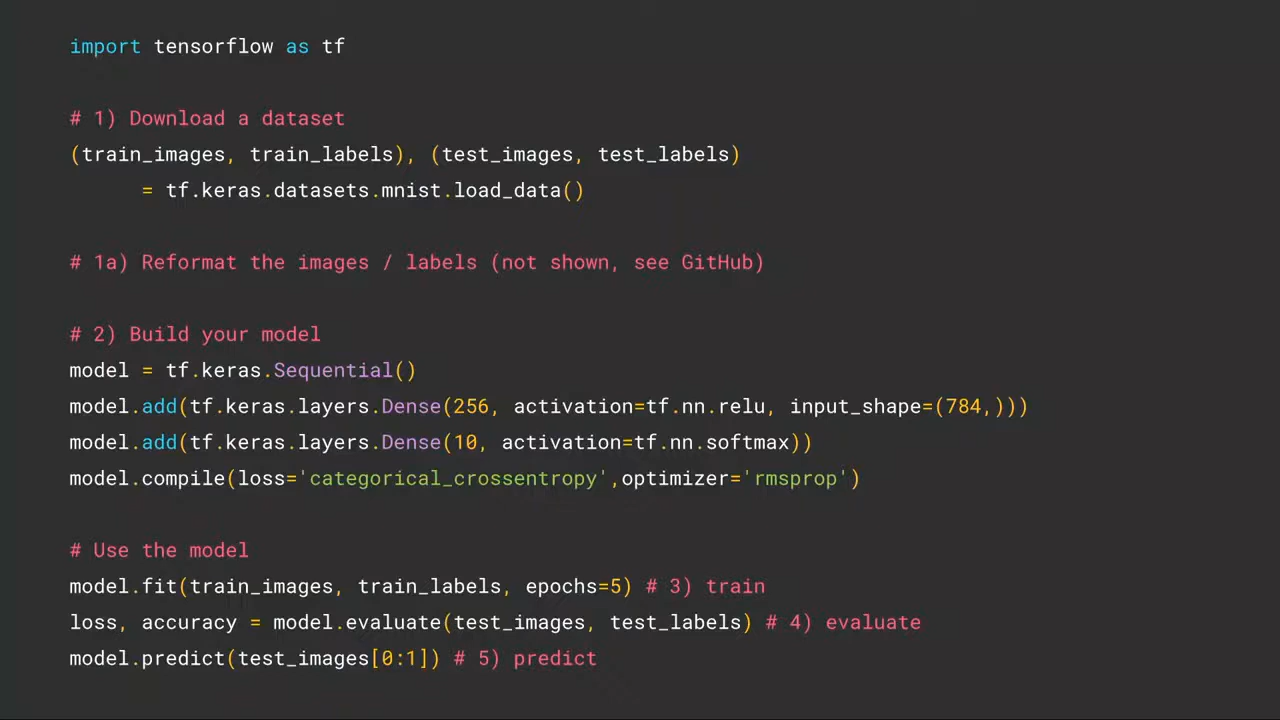 import tensorflow as tf
# 1) Download a dataset
(train_images, train_labels), (test_images, test_labels)
= tf.keras.datasets.mnist.load_data()
# 1a) Reformat the images / labels (not shown, see GitHub)
# 2) Build your model
model = tf.keras.Sequential()
model.add(tf.keras.layers.Dense(256, activation=tf.nn.relu, input_shape=(784,)))
model.add(tf.keras.layers.Dense(10, activation=tf.nn.softmax))
model.compile(loss='categorical_crossentropy',optimizer='rmsprop')
# Use the model
model.fit(train_images, train_labels, epochs=5) # 3) train
loss, accuracy = model.evaluate(test_images, test_labels) # 4) evaluate
model.predict(test_images[0:1]) # 5) predict